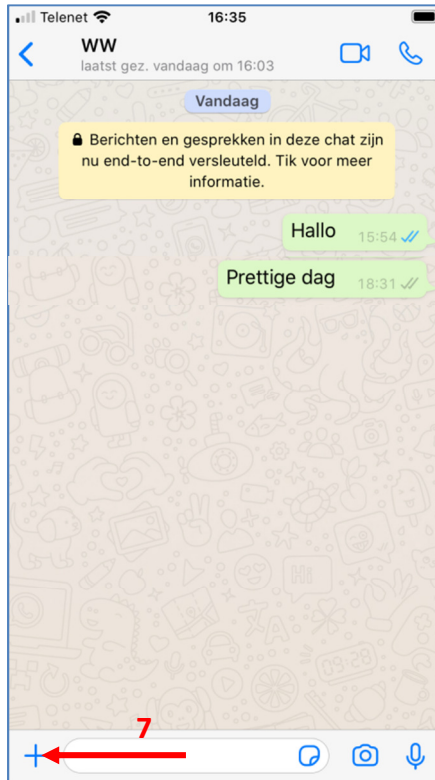 Telenet 16:35
WW
laatst gez. vandaag om 16:03
Vandaag
Berichten en gesprekken in deze chat zijn
nu end-to-end versleuteld. Tik voor meer
informatie.
Hallo 15:54
Prettige dag 18:31
7